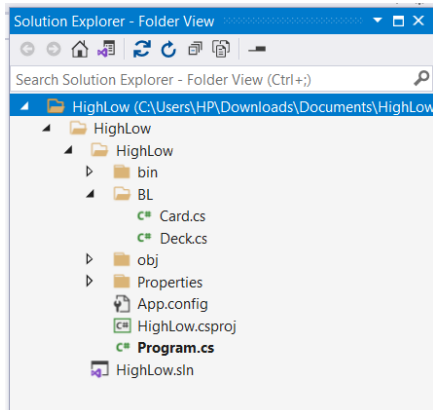 Solution Explorer - Folder View
Search Solution Explorer - Folder View (Ctrl+;)
HighLow (C:\Users\HP\Downloads\Documents\HighLow
HighLow
HighLow
bin
BL
C# Card.cs
C# Deck.cs
obj
Properties
App.config
C# HighLow.csproj
C# Program.cs
HighLow.sln